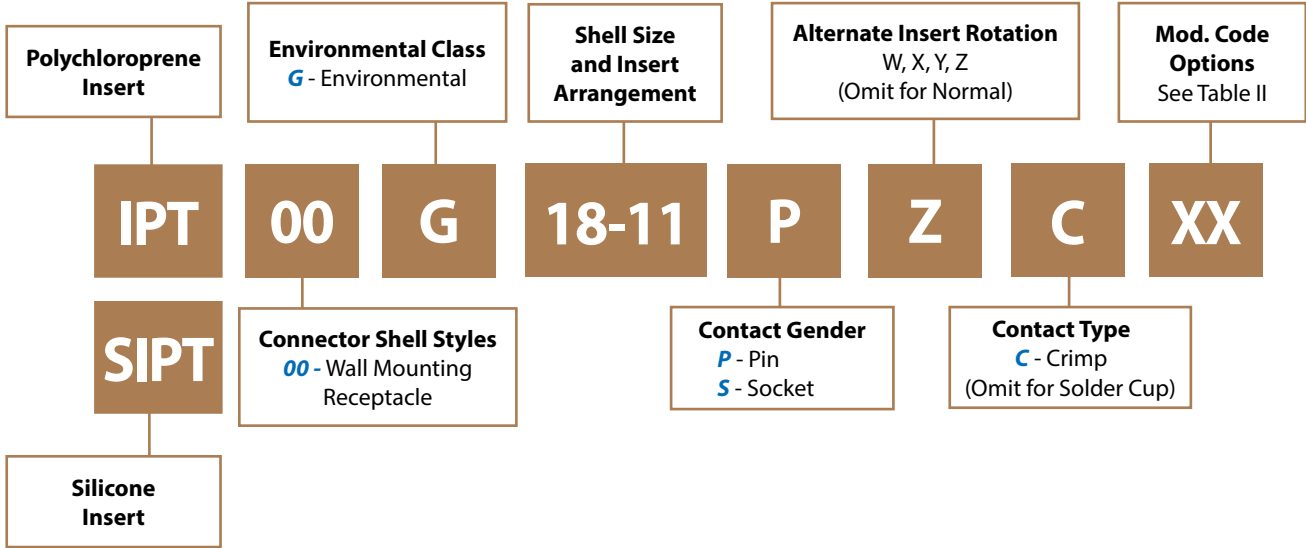 Polychloroprene
Insert
Environmental Class
G - Environmental
Shell Size
and Insert
Arrangement
Alternate Insert Rotation
W, X, Y, Z
(Omit for Normal)
Mod. Code
Options
See Table II
IPT
00
G
18-11
P
Z
C
XX
SIPT
Connector Shell Styles
00 - Wall Mounting
Receptacle
Contact Gender
P - Pin
S - Socket
Contact Type
C - Crimp
(Omit for Solder Cup)
Silicone
Insert